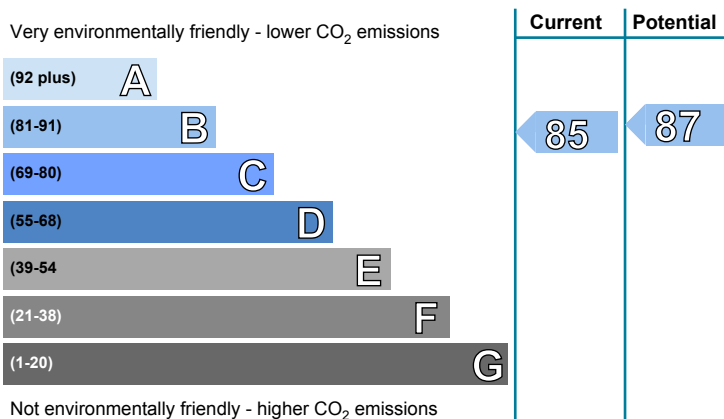 Very environmentally friendly - lower CO2 emissions
Current
Potential
(92 plus) A
(81-91) B
85
87
(69-80) C
(55-68) D
(39-54 E
(21-38) F
(1-20) G
Not environmentally friendly - higher CO2 emissions